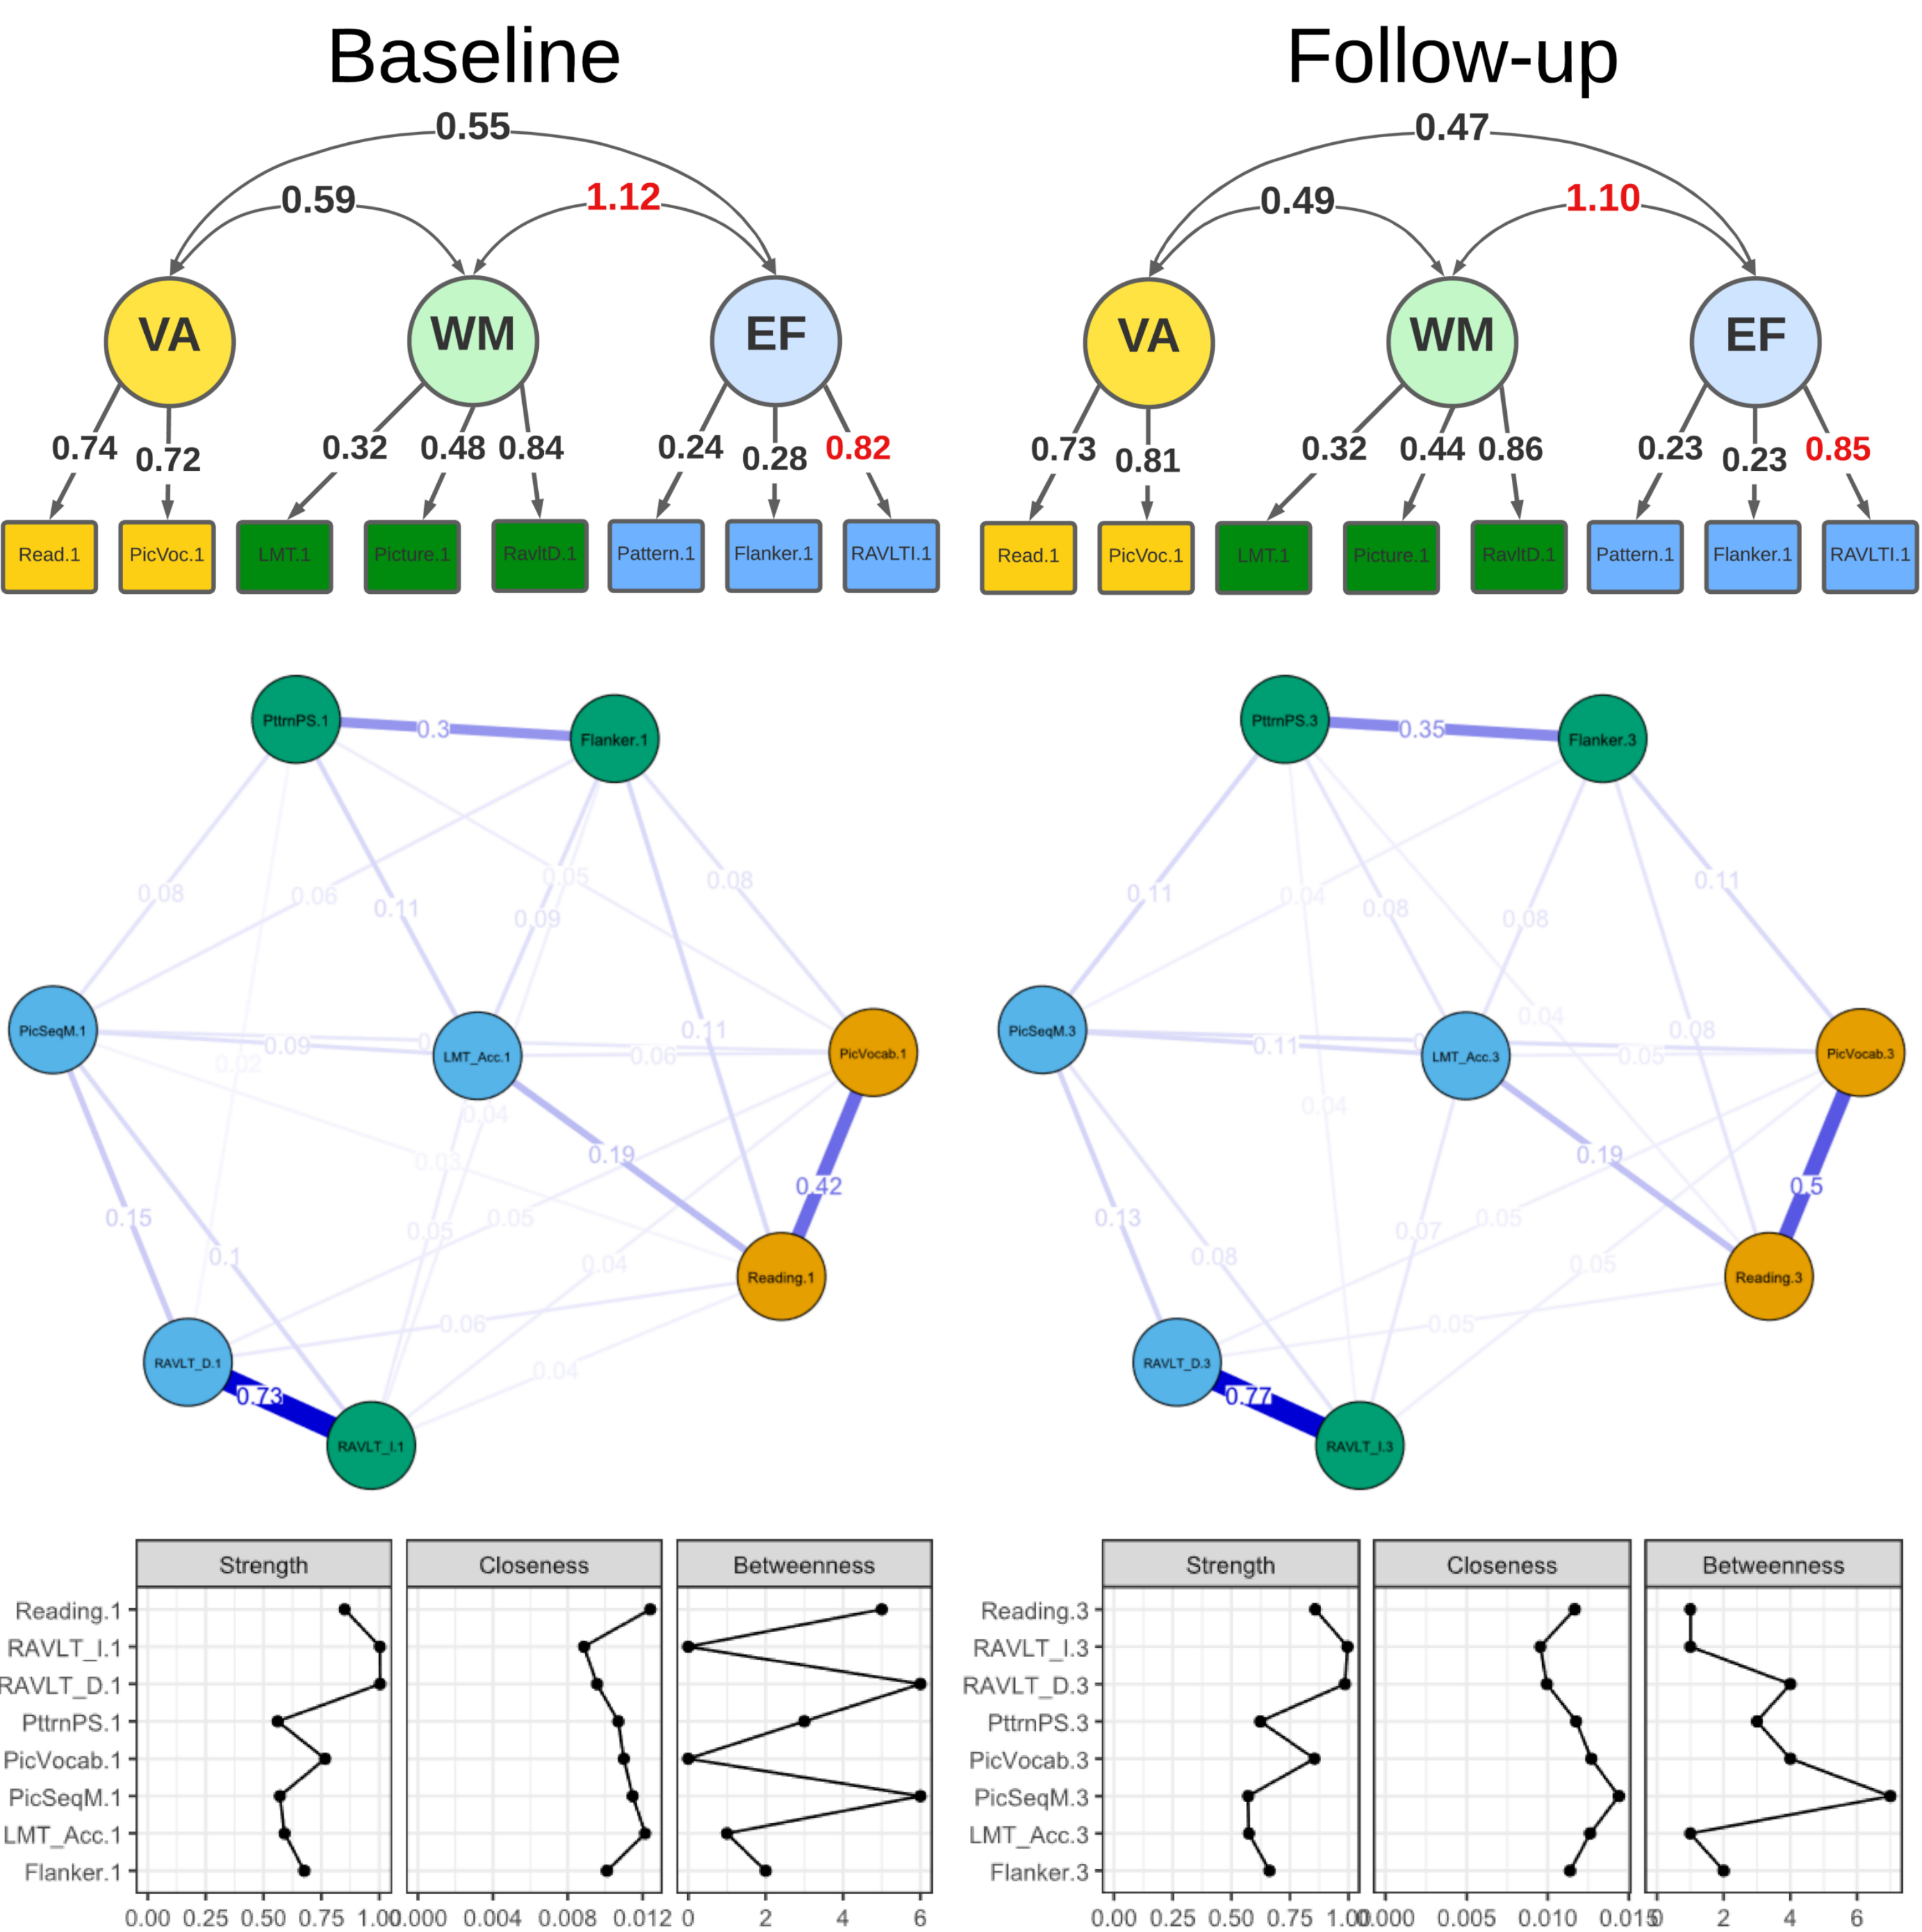 Baseline
Follow-up
0.55
0.47
0.59
1.12
0.49
1.10
VA
WM
EF
VA
WM
EF
0.74
0.72
0.32
0.48
0.84
0.24
0.28
0.82
0.73
0.81
0.32
0.44
0.86
0.23
0.23
0.85
Read.1
PicVoc.1
LMT.1
Picture.1
RavltD.1
Pattern.1
Flanker.1
RAVLTI.1
Read.1
PicVoc.1
LMT.1
Picture.1
RavltD.1
Pattern.1
Flanker.1
RAVLTI.1
PttrnPS.1
0.3
Flanker.1
0.08
0.06
0.11
0.05
0.09
0.08
PicSeqM.1
0.09
0.02
LMT_Acc.1
0.06
0.11
PicVocab.1
0.04
0.03
0.19
0.42
0.15
0.1
0.05
0.05
0.04
Reading.1
0.06
RAVLT_D.1
0.73
0.04
RAVLT_I.1
PttrnPS.3
0.35
Flanker.3
0.11
0.04
0.08
0.08
0.11
PicSeqM.3
0.11
0.04
LMT_Acc.3
0.04
0.08
0.05
PicVocab.3
0.19
0.5
0.13
0.08
0.07
0.05
0.05
Reading.3
0.05
RAVLT_D.3
0.77
RAVLT_I.3
Strength
Closeness
Betweenness
Reading.1
RAVLT_I.1
RAVLT_D.1
PttrnPS.1
PicVocab.1
PicSeqM.1
LMT_Acc.1
Flanker.1
0.00 0.25 0.50 0.75 1.00
0.000 0.004 0.008 0.012
0 2 4 6
Strength
Closeness
Betweenness
Reading.3
RAVLT_I.3
RAVLT_D.3
PttrnPS.3
PicVocab.3
PicSeqM.3
LMT_Acc.3
Flanker.3
0.00 0.25 0.50 0.75 1.00
0.000 0.005 0.010 0.015
0 2 4 6